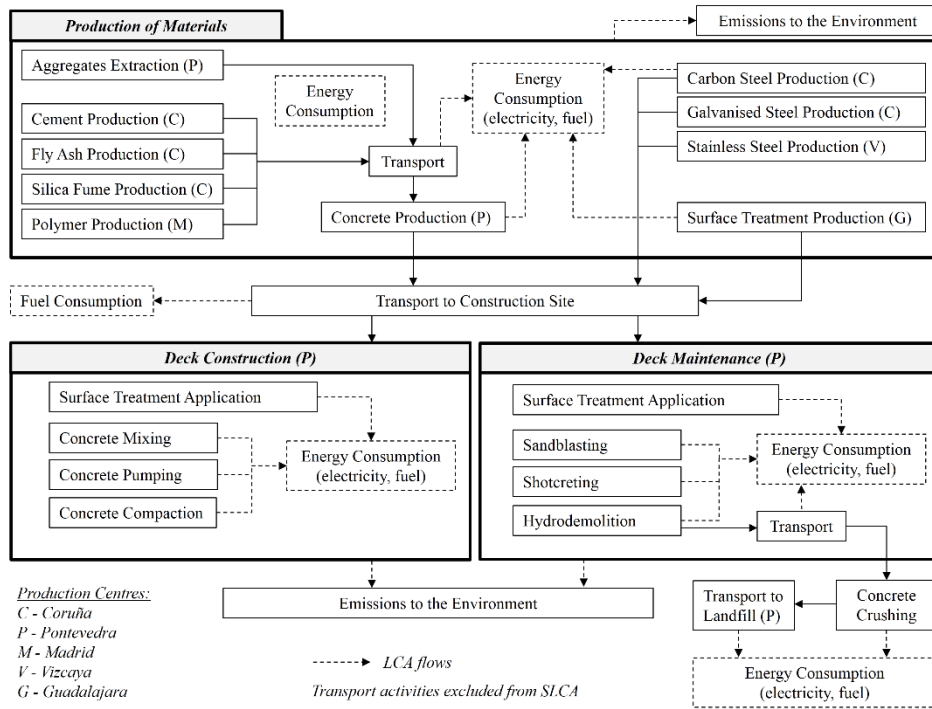 Production of Materials
Emissions to the Environment
Aggregates Extraction (P)
Energy
Consumption
Energy
Consumption
(electricity, fuel)
Carbon Steel Production (C)
Galvanised Steel Production (C)
Stainless Steel Production (V)
Cement Production (C)
Fly Ash Production (C)
Silica Fume Production (C)
Polymer Production (M)
Transport
Concrete Production (P)
Surface Treatment Production (G)
Fuel Consumption
Transport to Construction Site
Deck Construction (P)
Surface Treatment Application
Concrete Mixing
Concrete Pumping
Concrete Compaction
Energy Consumption
(electricity, fuel)
Deck Maintenance (P)
Surface Treatment Application
Sandblasting
Shotcreting
Hydrodemolition
Energy Consumption
(electricity, fuel)
Transport
Production Centres:
C - Coruña
P - Pontevedra
M - Madrid
V - Vizcaya
G - Guadalajara
Emissions to the Environment
LCA flows
Transport activities excluded from SLCA
Transport to
Landfill (P)
Concrete
Crushing
Energy Consumption
(electricity, fuel)